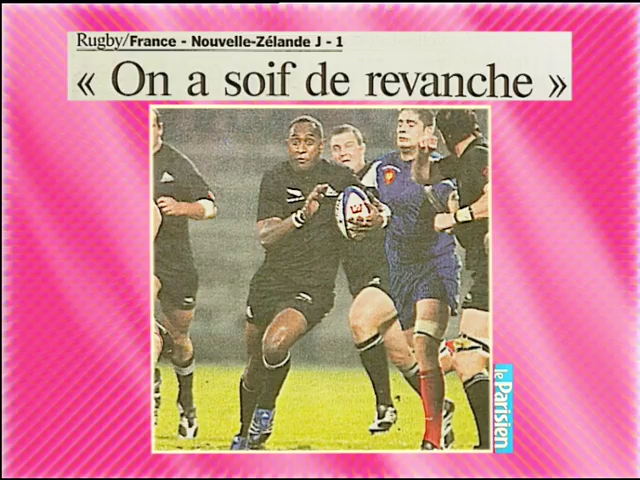 Rugby/France - Nouvelle-Zélande J - 1
« On a soif de revanche »
le Parisien